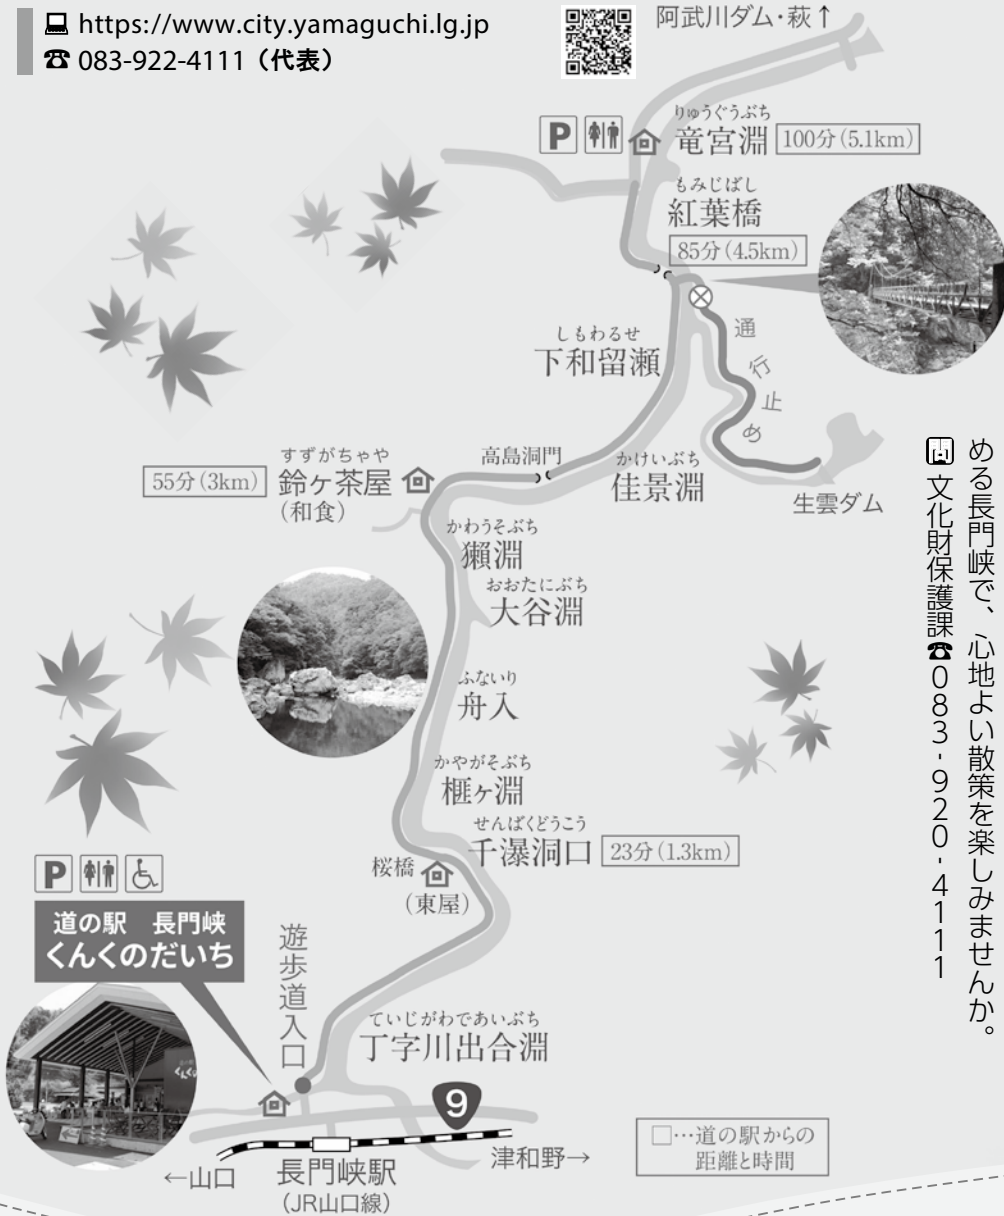 https://www.city.yamaguchi.lg.jp
083-922-4111（代表）
阿武川ダム・萩↑
P
りゅうぐうぶち
竜宮淵 100分(5.1km)
もみじばし
紅葉橋
85分(4.5km)
通行止め
しもわるせ
下和留瀬
高島洞門
かけいぶち
佳景淵
生雲ダム
すずがちゃや
55分(3km) 鈴ヶ茶屋
(和食)
かわうそぶち
獺淵
おおたにぶち
大谷淵
ふないり
舟入
かやがそぶち
榧ヶ淵
せんばくどうこう
千瀑洞口 23分(1.3km)
桜橋
(東屋)
P
道の駅 長門峡
くんくのだいち
遊歩道入口
ていじがわであいぶち
丁字川出合淵
9
←山口
長門峡駅
(JR山口線)
津和野→
□…道の駅からの
距離と時間
める長門峡で、心地よい散策を楽しみませんか。
問文化財保護課☎083-920-4111